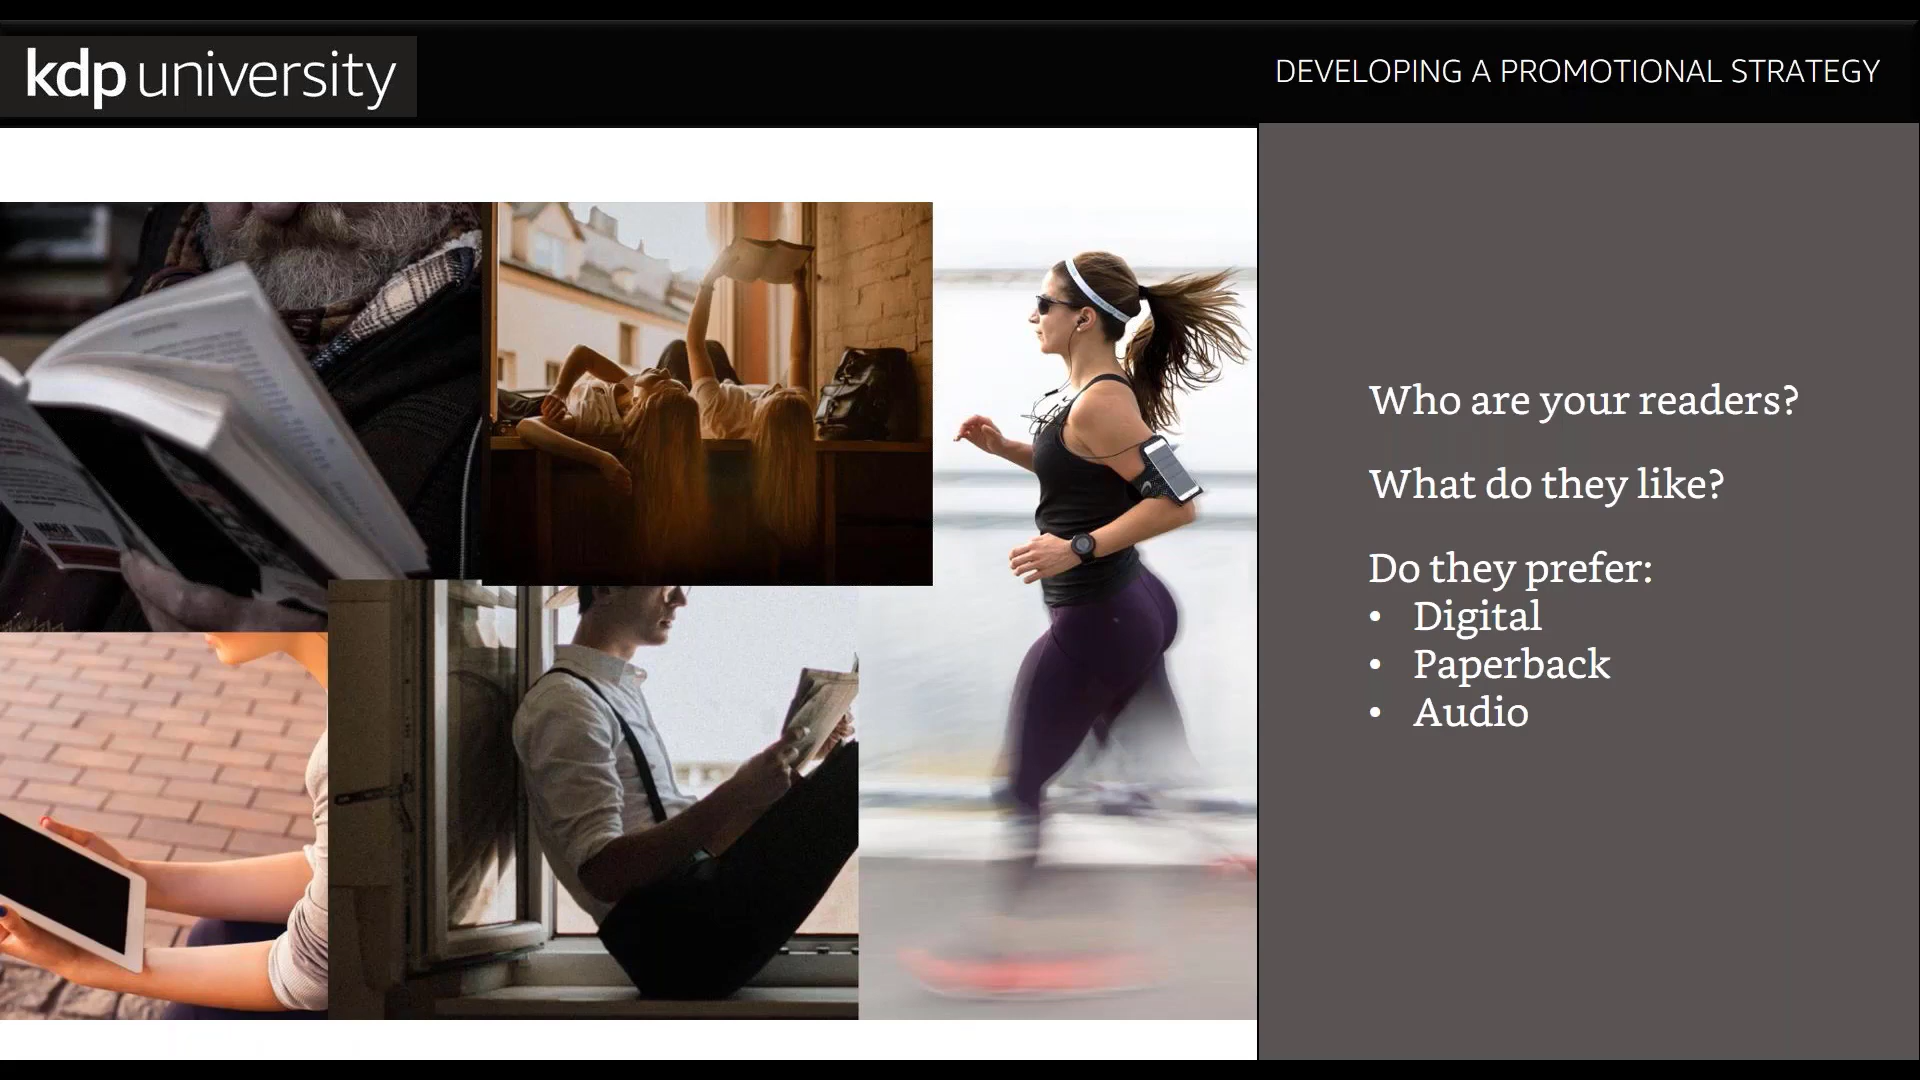 kdp university
DEVELOPING A PROMOTIONAL STRATEGY
Who are your readers?
What do they like?
Do they prefer:
• Digital
• Paperback
• Audio